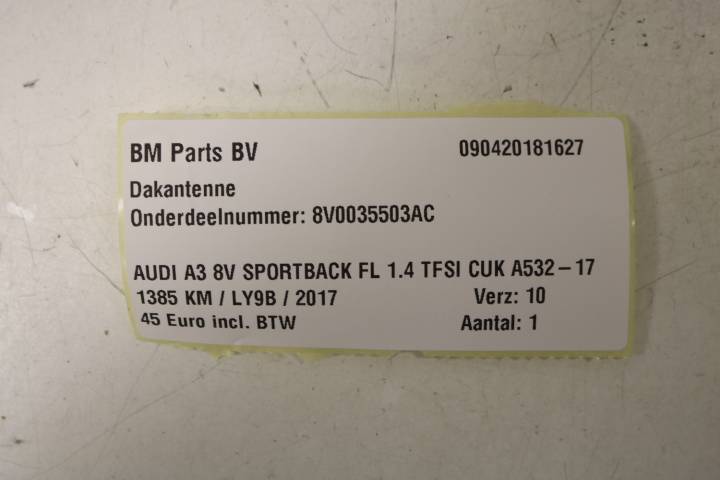 BM Parts BV 090420181627
Dakantenne
Onderdeelnummer: 8V0035503AC
AUDI A3 8V SPORTBACK FL 1.4 TFSI CUK A532-17
1385 KM / LY9B / 2017 Verz: 10
45 Euro incl. BTW Aantal: 1